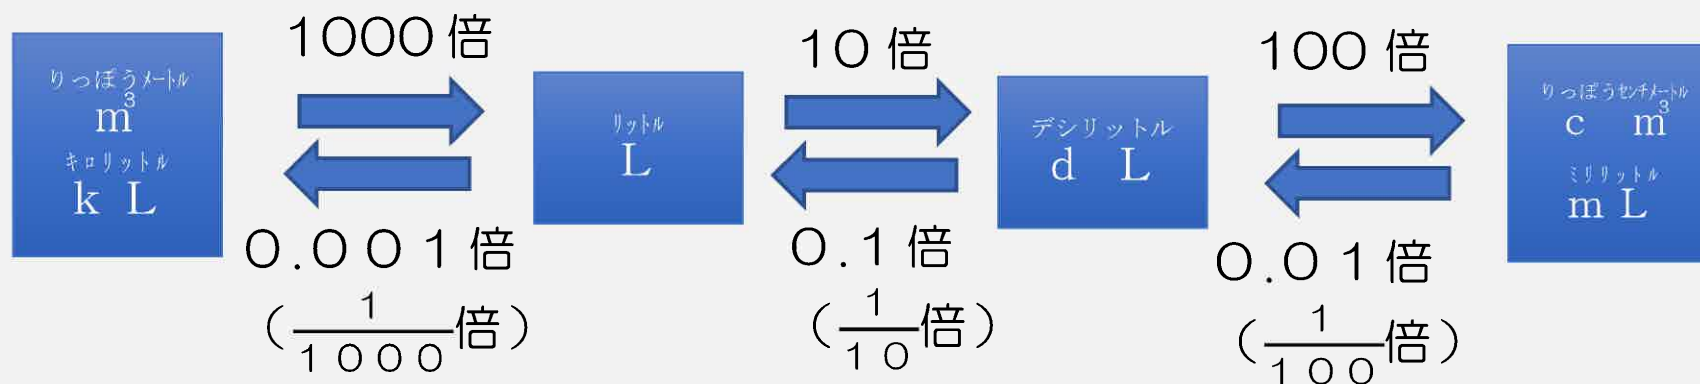 りっぽうメートル
m³
キロリットル
k L
1000倍
0.001倍
(1/1000倍)
リットル
L
10倍
0.1倍
(1/10倍)
デシリットル
d L
100倍
0.01倍
(1/100倍)
りっぽうセンチメートル
c m³
ミリリットル
m L